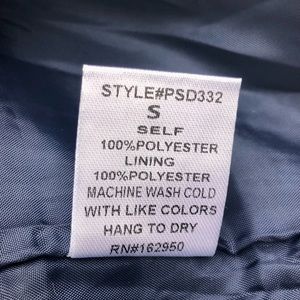 STYLE#PSD332
S
SELF
100%POLYESTER
LINING
100%POLYESTER
MACHINE WASH COLD
WITH LIKE COLORS
HANG TO DRY
RN#162950